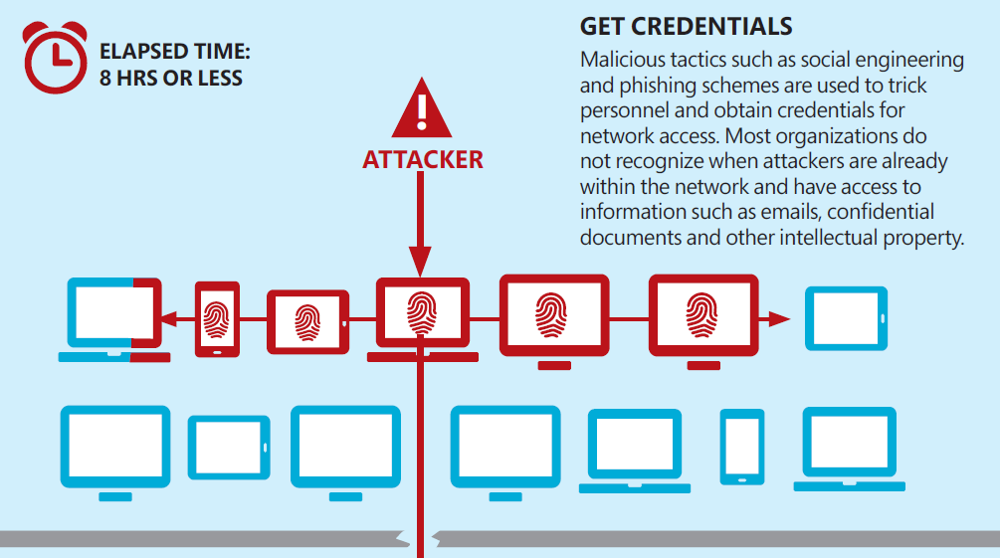 ELAPSED TIME:
8 HRS OR LESS
ATTACKER
GET CREDENTIALS
Malicious tactics such as social engineering
and phishing schemes are used to trick
personnel and obtain credentials for
network access. Most organizations do
not recognize when attackers are already
within the network and have access to
information such as emails, confidential
documents and other intellectual property.